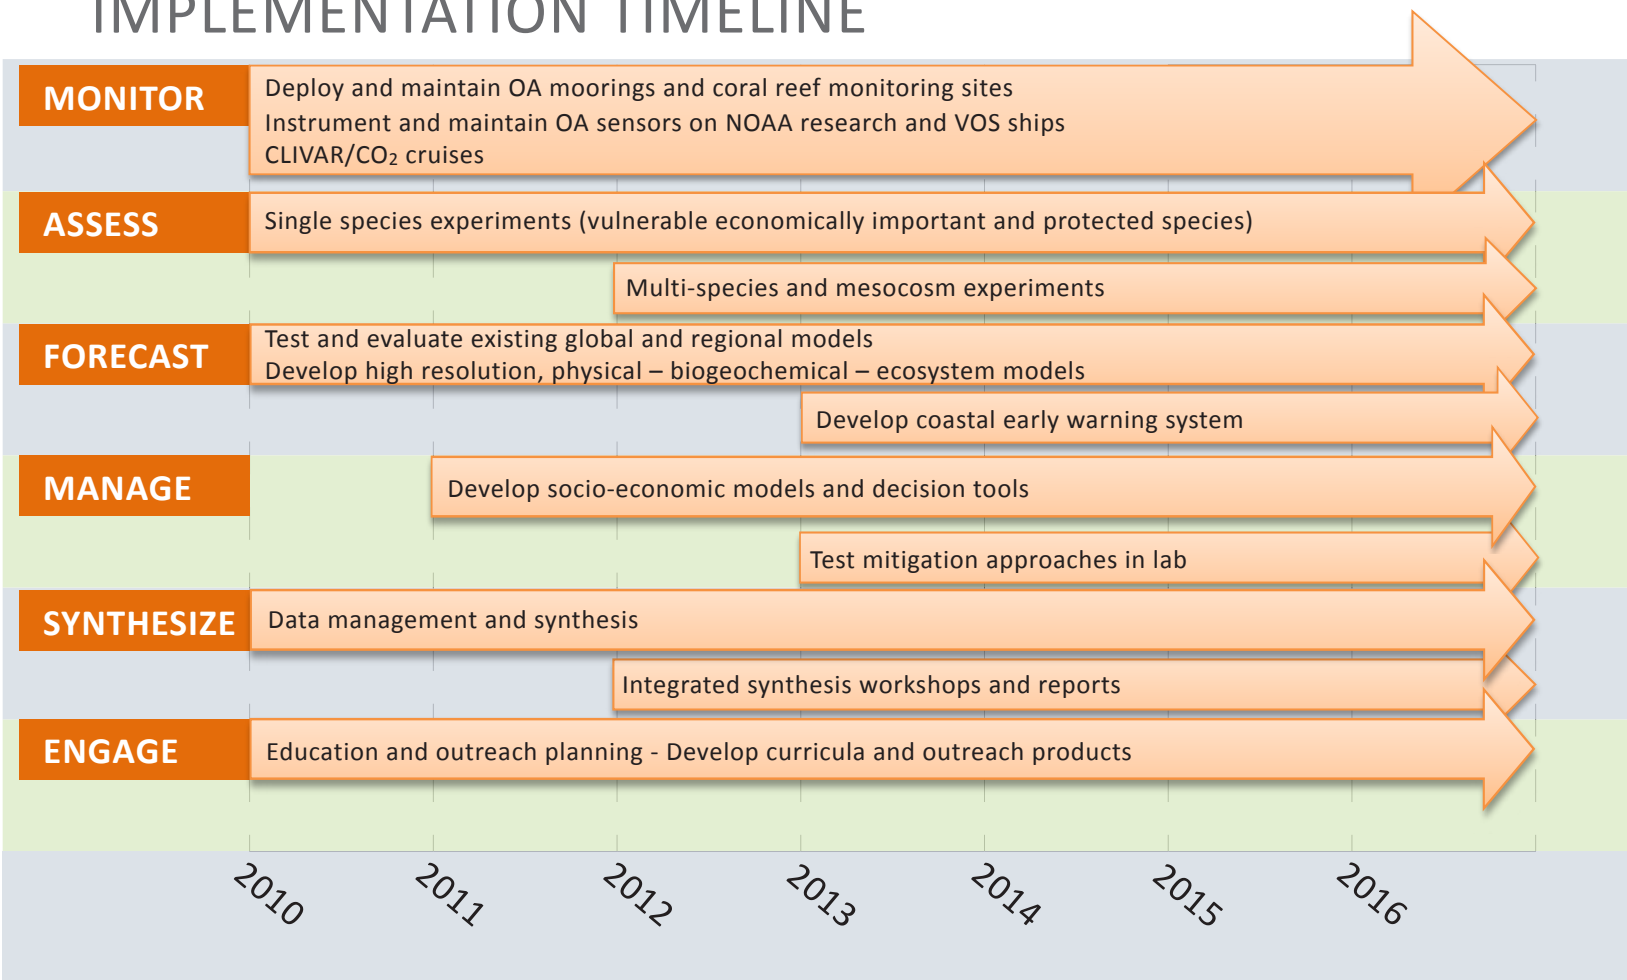 IMPLEMENTATION TIMELINE
MONITOR
Deploy and maintain OA moorings and coral reef monitoring sites
Instrument and maintain OA sensors on NOAA research and VOS ships
CLIVAR/CO₂ cruises
ASSESS
Single species experiments (vulnerable economically important and protected species)
Multi-species and mesocosm experiments
FORECAST
Test and evaluate existing global and regional models
Develop high resolution, physical – biogeochemical – ecosystem models
Develop coastal early warning system
MANAGE
Develop socio-economic models and decision tools
Test mitigation approaches in lab
SYNTHESIZE
Data management and synthesis
Integrated synthesis workshops and reports
ENGAGE
Education and outreach planning - Develop curricula and outreach products
2010
2011
2012
2013
2014
2015
2016